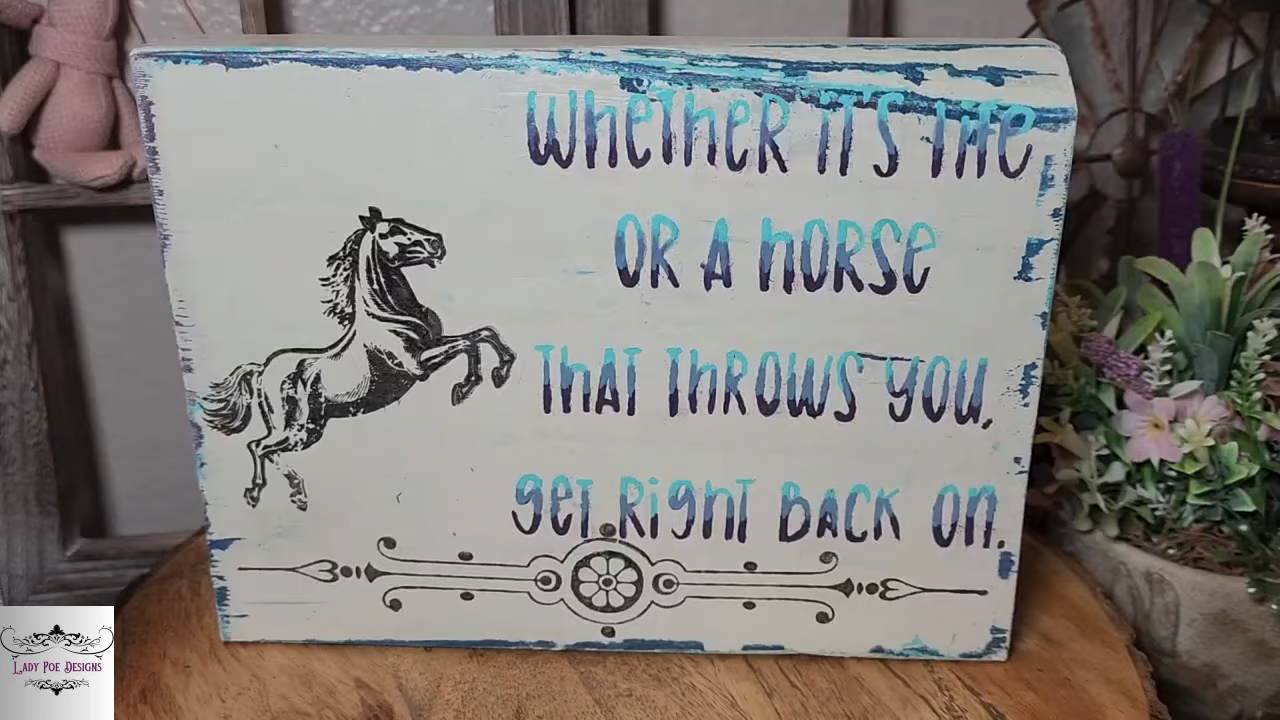 Whether it's life
or a horse
that throws you,
get right back on.
Lady Poe Designs